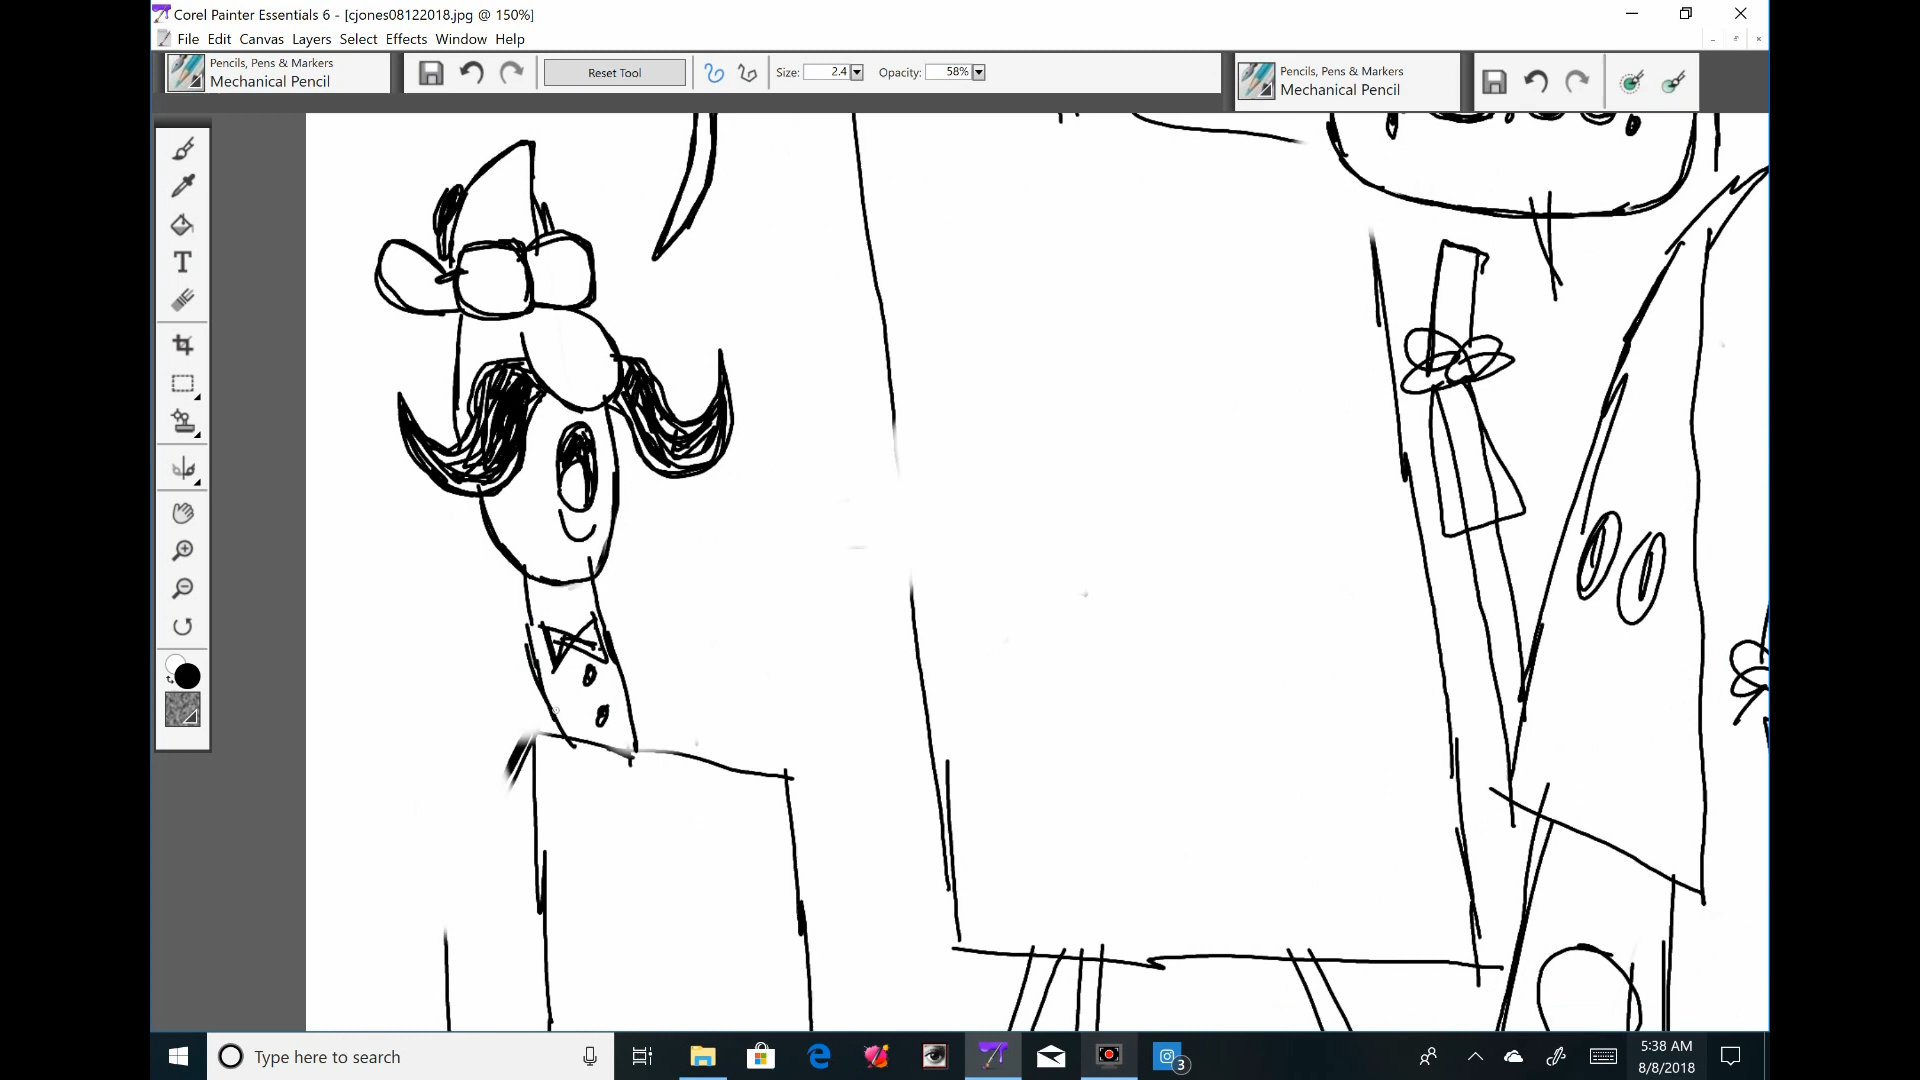 Corel Painter Essentials 6 - [cjones08122018.jpg @ 150%]
File Edit Canvas Layers Select Effects Window Help
Pencils, Pens & Markers
Mechanical Pencil
Reset Tool
Size: 2.4
Opacity: 58%
Pencils, Pens & Markers
Mechanical Pencil
T
Type here to search
3
5:38 AM
8/8/2018